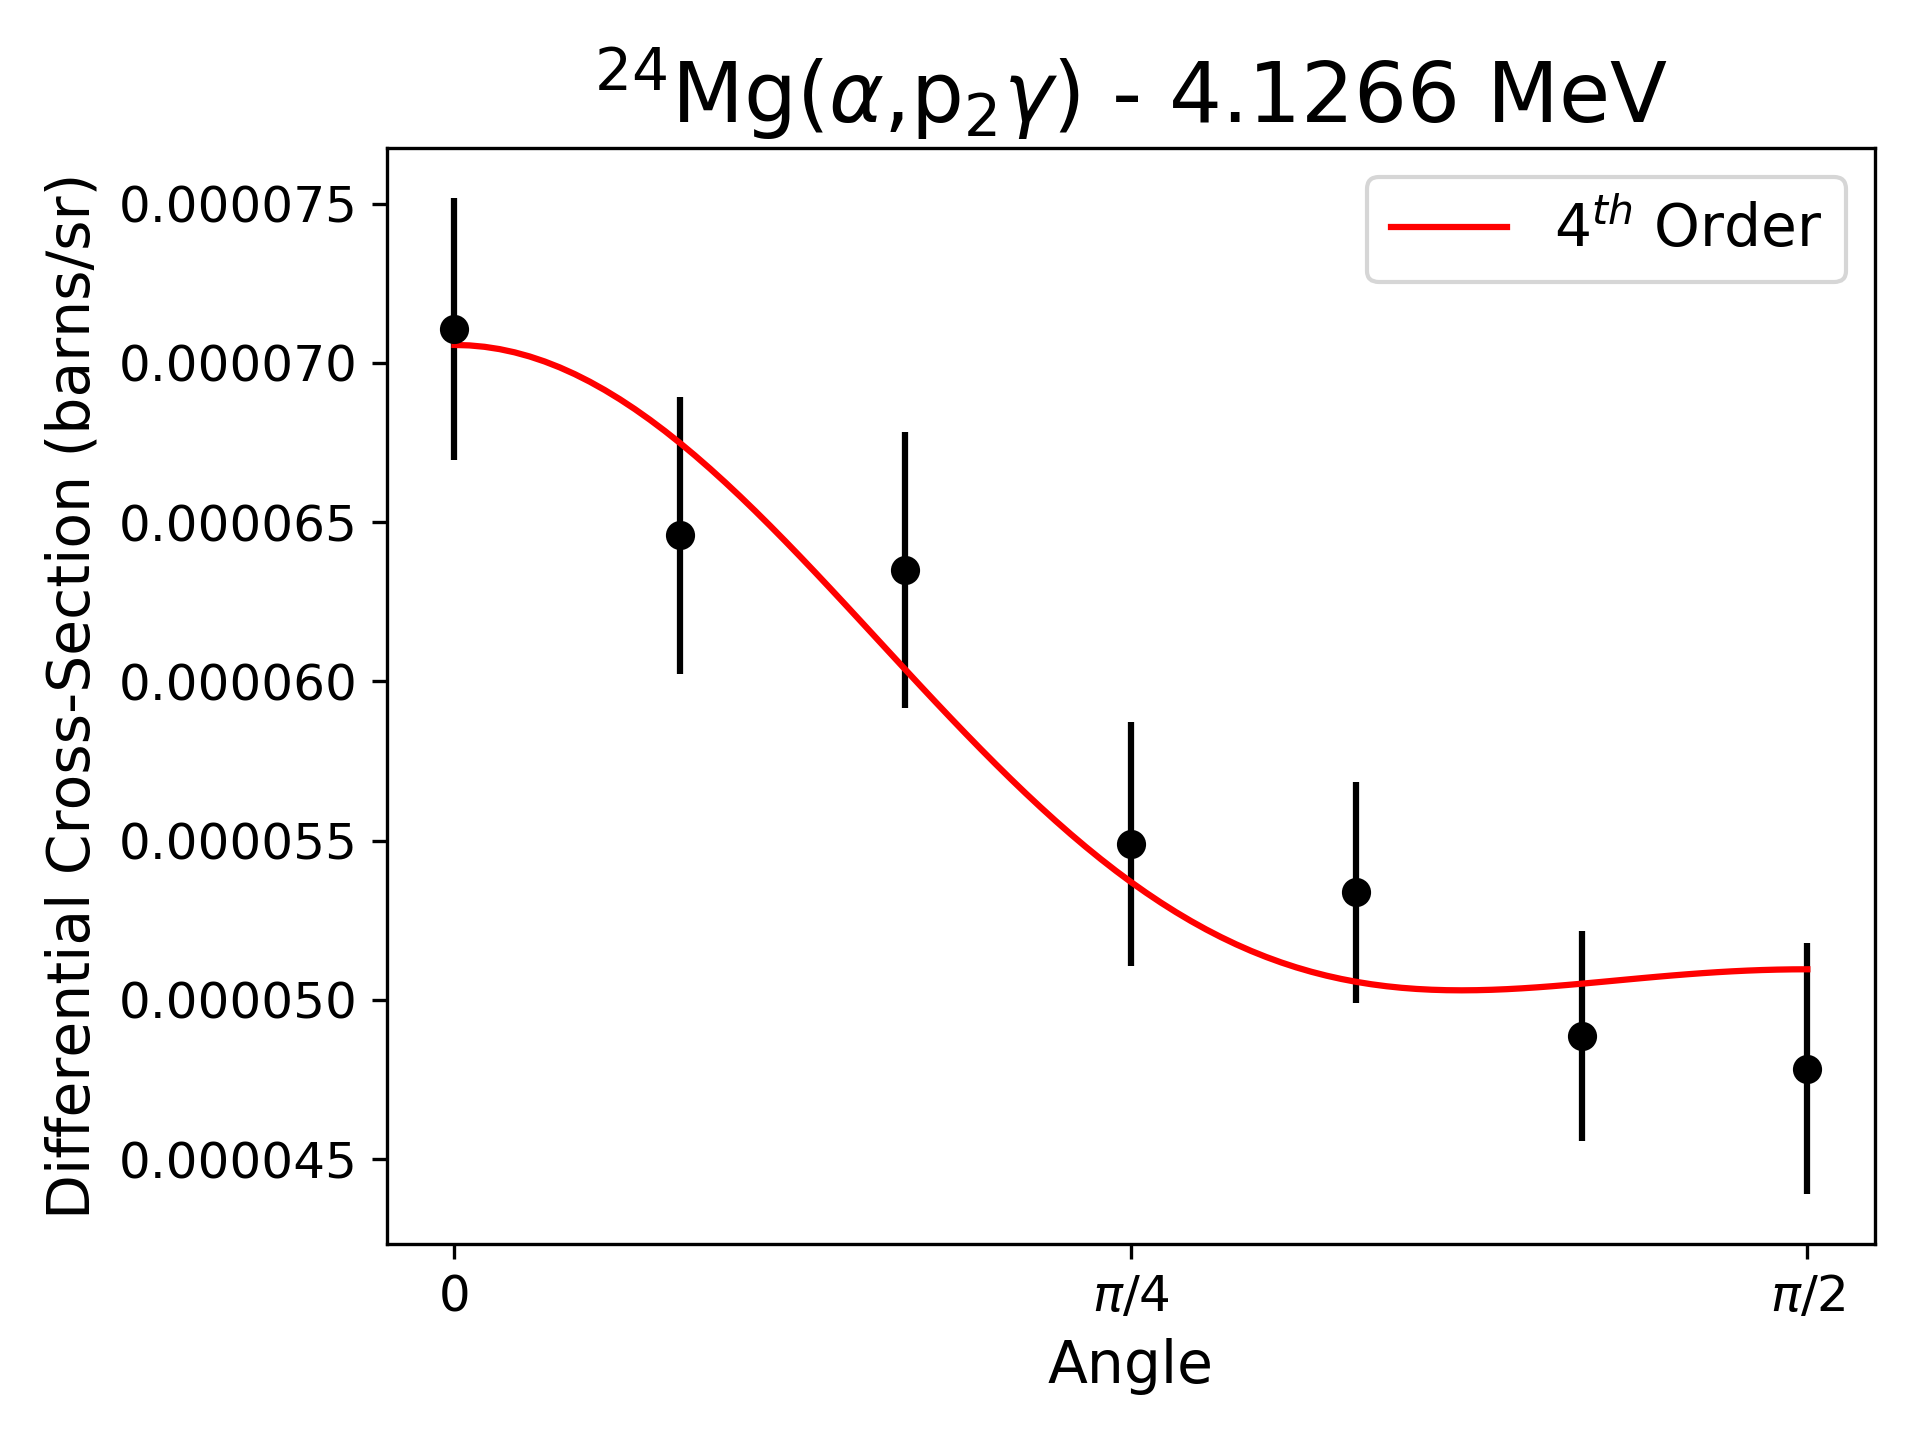 ²⁴Mg(α,p₂γ) - 4.1266 MeV
4ᵗʰ Order
Differential Cross-Section (barns/sr)
0.000075
0.000070
0.000065
0.000060
0.000055
0.000050
0.000045
0 π/4 π/2
Angle